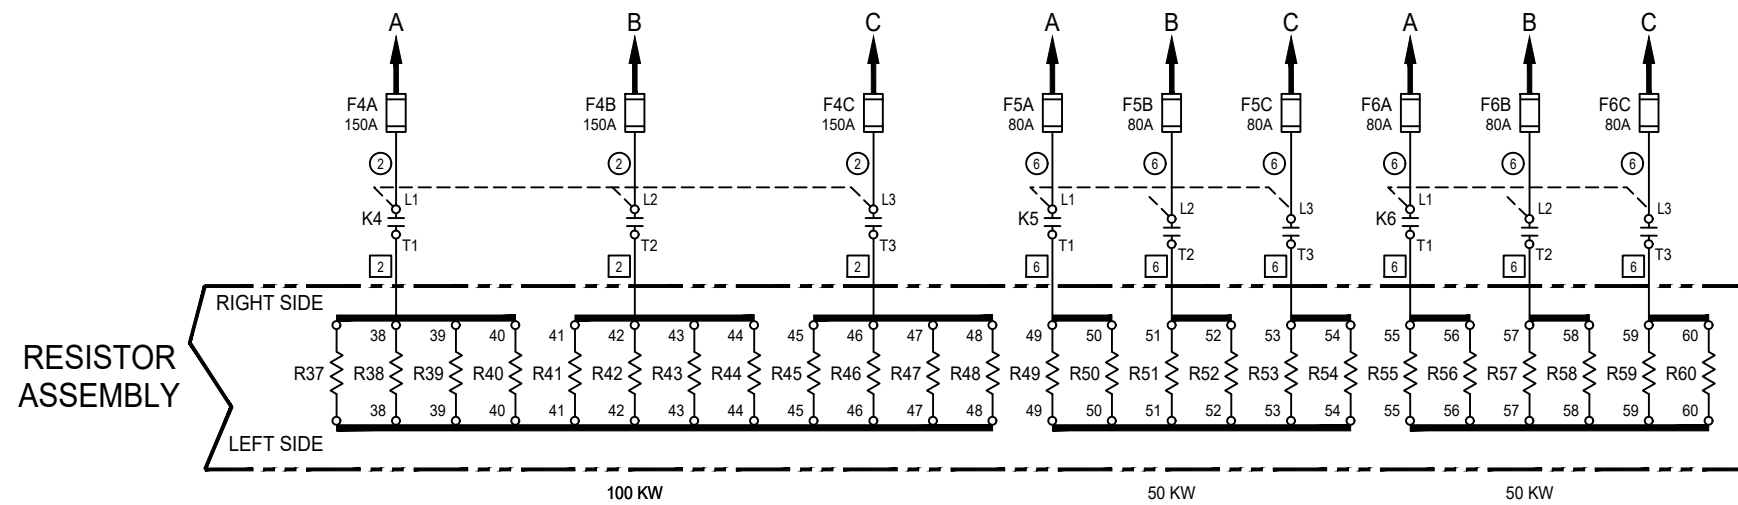 A B C A B C A B C
F4A F4B F4C F5A F5B F5C F6A F6B F6C
150A 150A 150A 80A 80A 80A 80A 80A 80A
2 2 2 6 6 6 6 6 6
L1 L2 L3 L1 L2 L3 L1 L2 L3
K4 K5 K6
T1 T2 T3 T1 T2 T3 T1 T2 T3
2 2 2 6 6 6 6 6 6
RIGHT SIDE
38 39 40 41 42 43 44 45 46 47 48 49 50 51 52 53 54 55 56 57 58 59 60
RESISTOR
ASSEMBLY
R37 R38 R39 R40 R41 R42 R43 R44 R45 R46 R47 R48 R49 R50 R51 R52 R53 R54 R55 R56 R57 R58 R59 R60
38 39 40 41 42 43 44 45 46 47 48 49 50 51 52 53 54 55 56 57 58 59 60
LEFT SIDE
100 KW 50 KW 50 KW